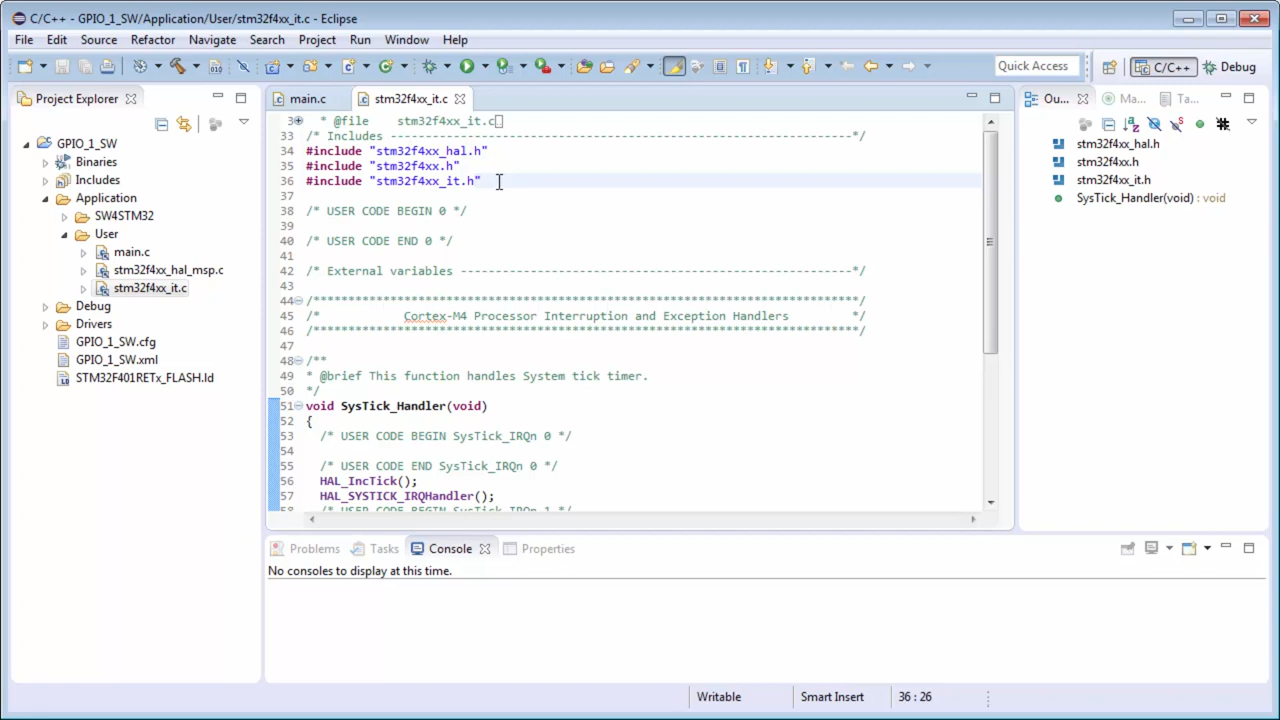 C/C++ - GPIO_1_SW/Application/User/stm32f4xx_it.c - Eclipse
File Edit Source Refactor Navigate Search Project Run Window Help
Quick Access C/C++ Debug
Project Explorer
GPIO_1_SW
Binaries
Includes
Application
SW4STM32
User
main.c
stm32f4xx_hal_msp.c
stm32f4xx_it.c
Debug
Drivers
GPIO_1_SW.cfg
GPIO_1_SW.xml
STM32F401RETx_FLASH.ld
main.c stm32f4xx_it.c
3 * @file stm32f4xx_it.c
33 /* Includes ------------------------------------------------------------------*/
34 #include "stm32f4xx_hal.h"
35 #include "stm32f4xx.h"
36 #include "stm32f4xx_it.h"
37
38 /* USER CODE BEGIN 0 */
39
40 /* USER CODE END 0 */
41
42 /* External variables --------------------------------------------------------*/
43
44 /******************************************************************************/
45 /* Cortex-M4 Processor Interruption and Exception Handlers */
46 /******************************************************************************/
47
48 /**
49 * @brief This function handles System tick timer.
50 */
51 void SysTick_Handler(void)
52 {
53 /* USER CODE BEGIN SysTick_IRQn 0 */
54
55 /* USER CODE END SysTick_IRQn 0 */
56 HAL_IncTick();
57 HAL_SYSTICK_IRQHandler();
58 /* USER CODE BEGIN SysTick_IRQn 1 */
Ou... Ma... Ta...
stm32f4xx_hal.h
stm32f4xx.h
stm32f4xx_it.h
SysTick_Handler(void) : void
Problems Tasks Console Properties
No consoles to display at this time.
Writable Smart Insert 36 : 26